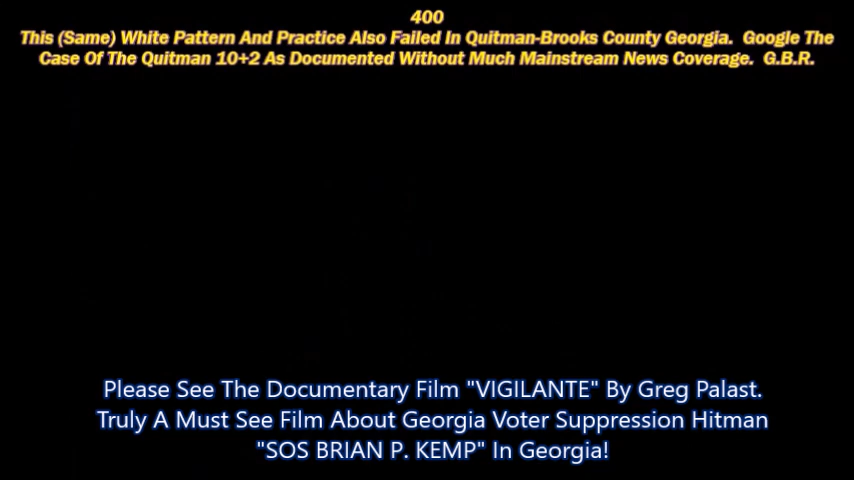 400
This (Same) White Pattern And Practice Also Failed In Quitman-Brooks County Georgia. Google The
Case Of The Quitman 10+2 As Documented Without Much Mainstream News Coverage. G.B.R.
Please See The Documentary Film "VIGILANTE" By Greg Palast.
Truly A Must See Film About Georgia Voter Suppression Hitman
"SOS BRIAN P. KEMP" In Georgia!